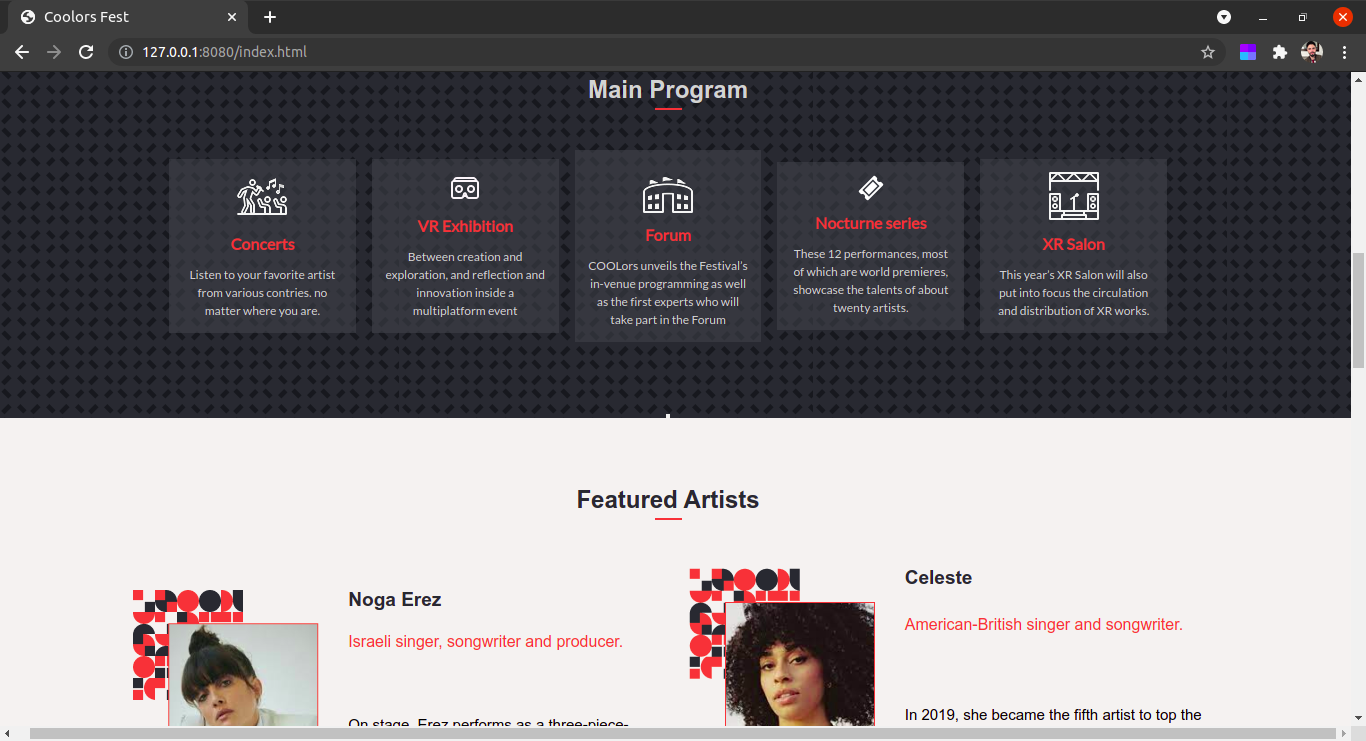 Coolors Fest
127.0.0.1:8080/index.html
Main Program
Concerts
Listen to your favorite artist
from various contries. no
matter where you are.
VR Exhibition
Between creation and
exploration, and reflection and
innovation inside a
multiplatform event
Forum
COOLors unveils the Festival's
in-venue programming as well
as the first experts who will
take part in the Forum
Nocturne series
These 12 performances, most
of which are world premieres,
showcase the talents of about
twenty artists.
XR Salon
This year's XR Salon will also
put into focus the circulation
and distribution of XR works.
Featured Artists
Noga Erez
Israeli singer, songwriter and producer.
On stage, Erez performs as a three-piece-
Celeste
American-British singer and songwriter.
In 2019, she became the fifth artist to top the